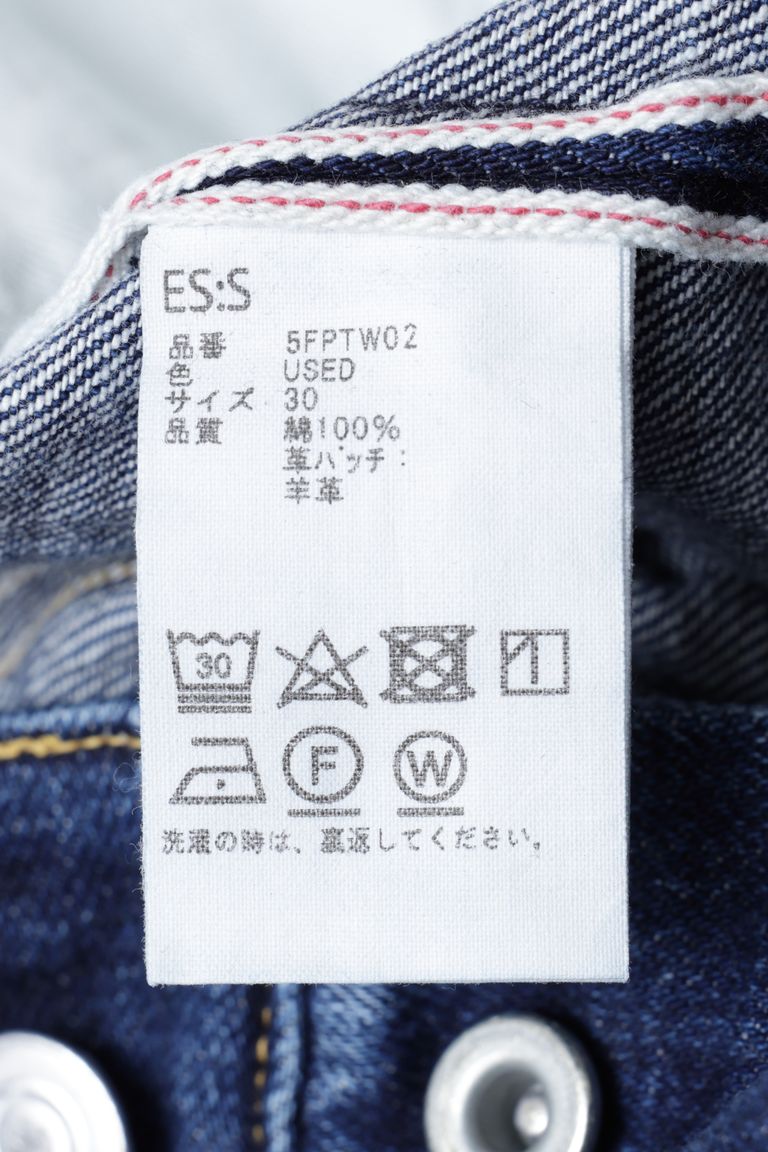 ES:S
品番 5FPTW02
色 USED
サイズ 30
品質 綿100%
革パッチ:
羊革
30
F W
洗濯の時は、裏返してください。